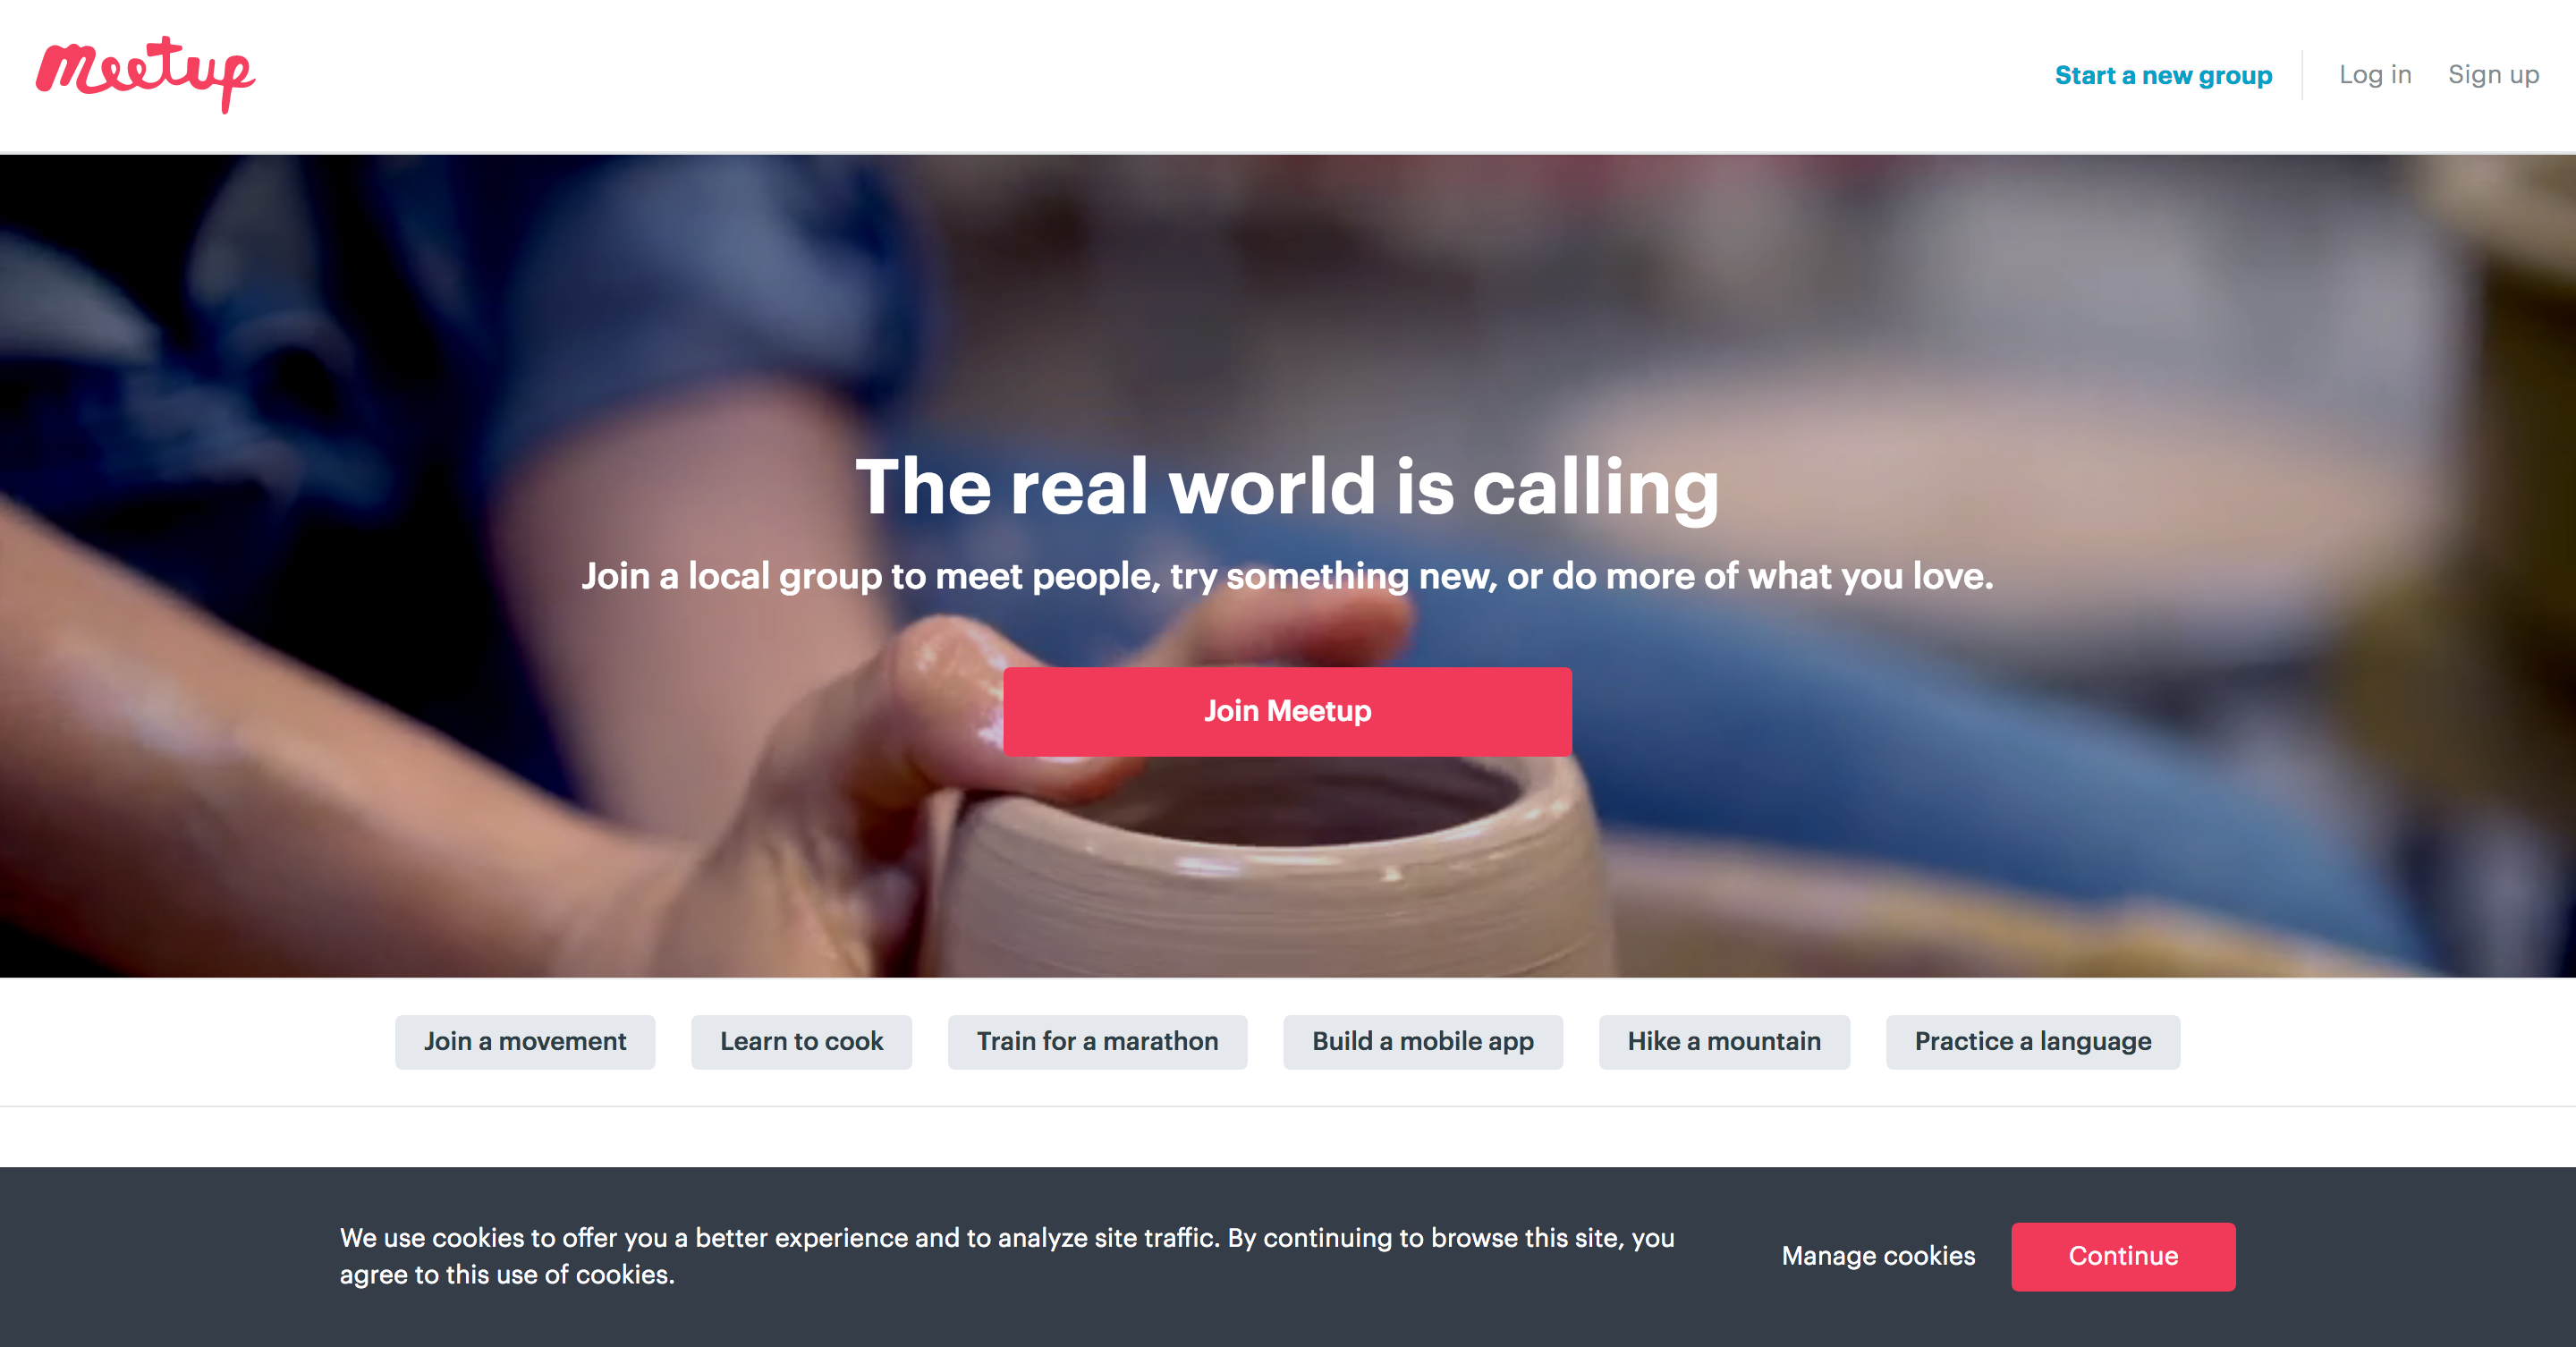 Meetup
Start a new group
Log in
Sign up
The real world is calling
Join a local group to meet people, try something new, or do more of what you love.
Join Meetup
Join a movement
Learn to cook
Train for a marathon
Build a mobile app
Hike a mountain
Practice a language
We use cookies to offer you a better experience and to analyze site traffic. By continuing to browse this site, you
agree to this use of cookies.
Manage cookies
Continue